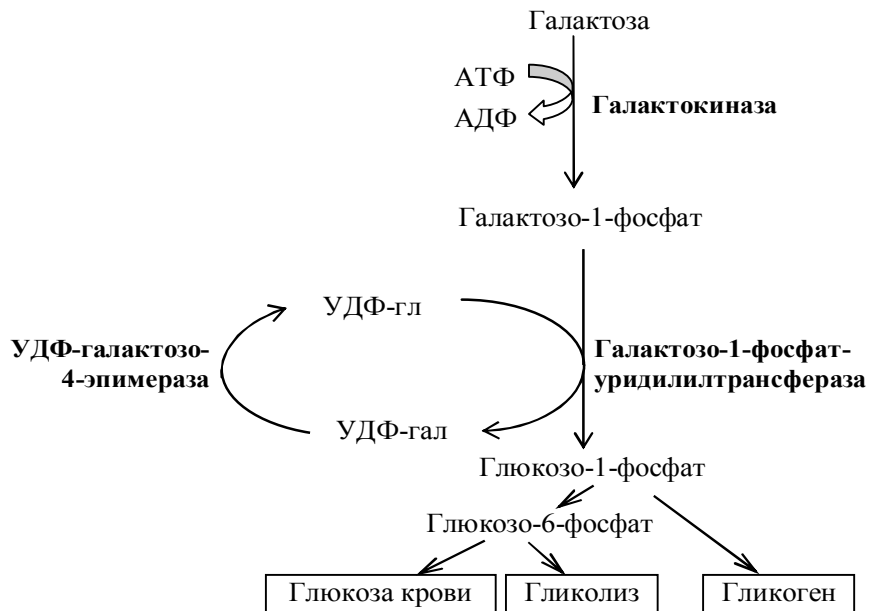 Галактоза
АТФ
АДФ
Галактокиназа
Галактозо-1-фосфат
УДФ-гл
УДФ-галактозо-
4-эпимераза
Галактозо-1-фосфат-
уридилилтрансфераза
УДФ-гал
Глюкозо-1-фосфат
Глюкозо-6-фосфат
Глюкоза крови
Гликолиз
Гликоген